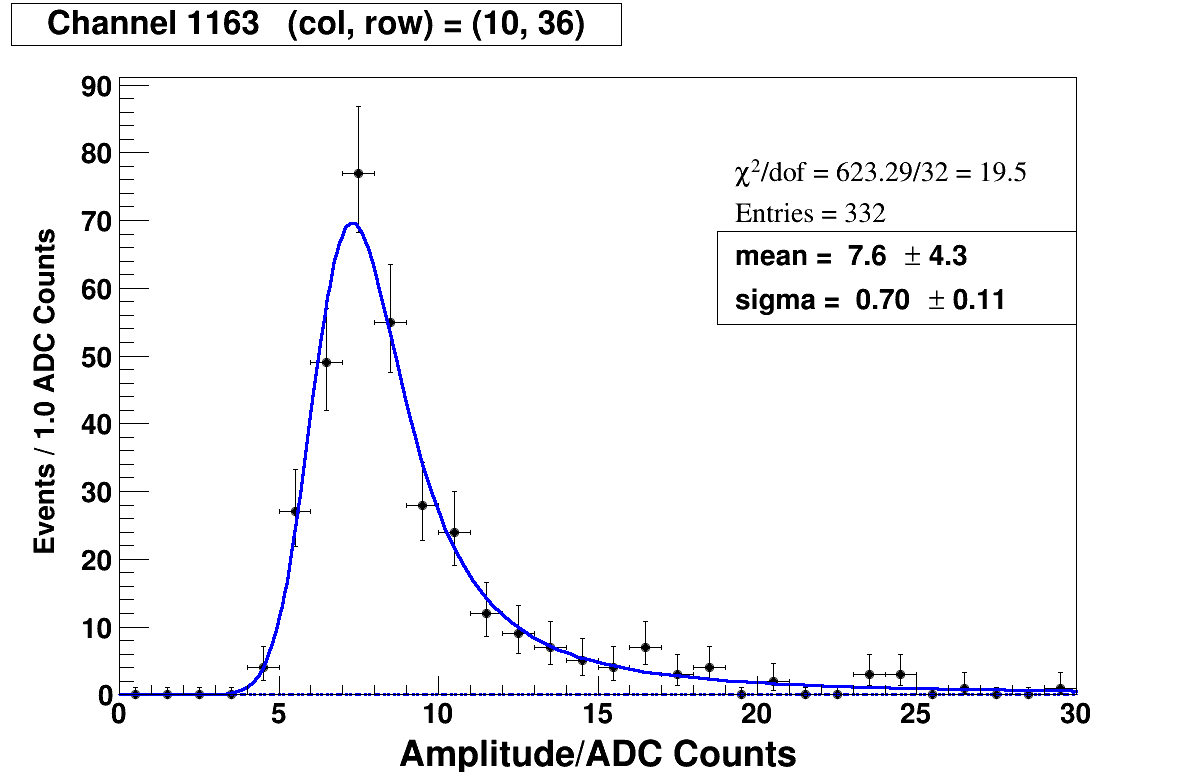 Channel 1163 (col, row) = (10, 36)
Events / 1.0 ADC Counts
90
80
70
60
50
40
30
20
10
0
χ²/dof = 623.29/32 = 19.5
Entries = 332
mean = 7.6 ± 4.3
sigma = 0.70 ± 0.11
0 5 10 15 20 25 30
Amplitude/ADC Counts